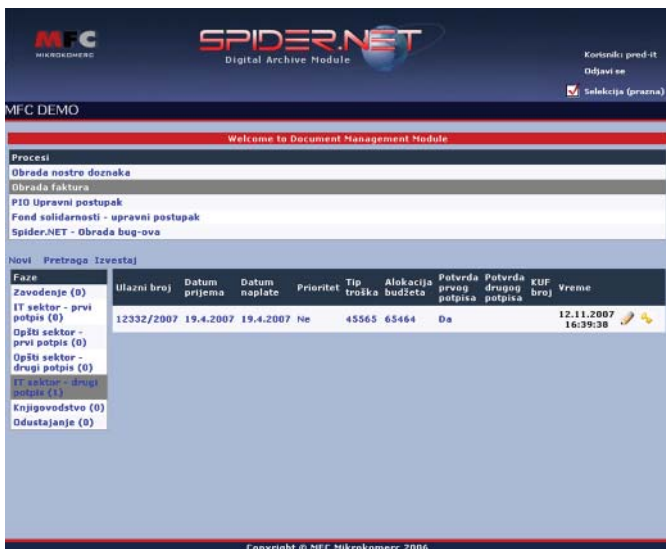 MFC
MIKROKOMERC
SPIDER.NET
Digital Archive Module
Korisnik: pred-it
Odjavi se
Selekcija (prazna)
MFC DEMO
Welcome to Document Management Module
Procesi
Obrada nostro doznaka
Obrada faktura
PIO Upravni postupak
Fond solidarnosti - upravni postupak
Spider.NET - Obrada bug-ova
Novi Pretraga Izvestaj
Faze
Zavođenje (0)
IT sektor - prvi
potpis (0)
Opšti sektor -
prvi potpis (0)
Opšti sektor -
drugi potpis (0)
IT sektor - drugi
potpis (1)
Knjigovodstvo (0)
Odustajanje (0)
Ulazni broj Datum prijema Datum naplate Prioritet Tip troška Alokacija budžeta Potvrda prvog potpisa Potvrda drugog potpisa KUF broj Vreme
12332/2007 19.4.2007 19.4.2007 Ne 45565 65464 Da 12.11.2007 16:39:38
Copyright © MFC Mikrokomerc 2006